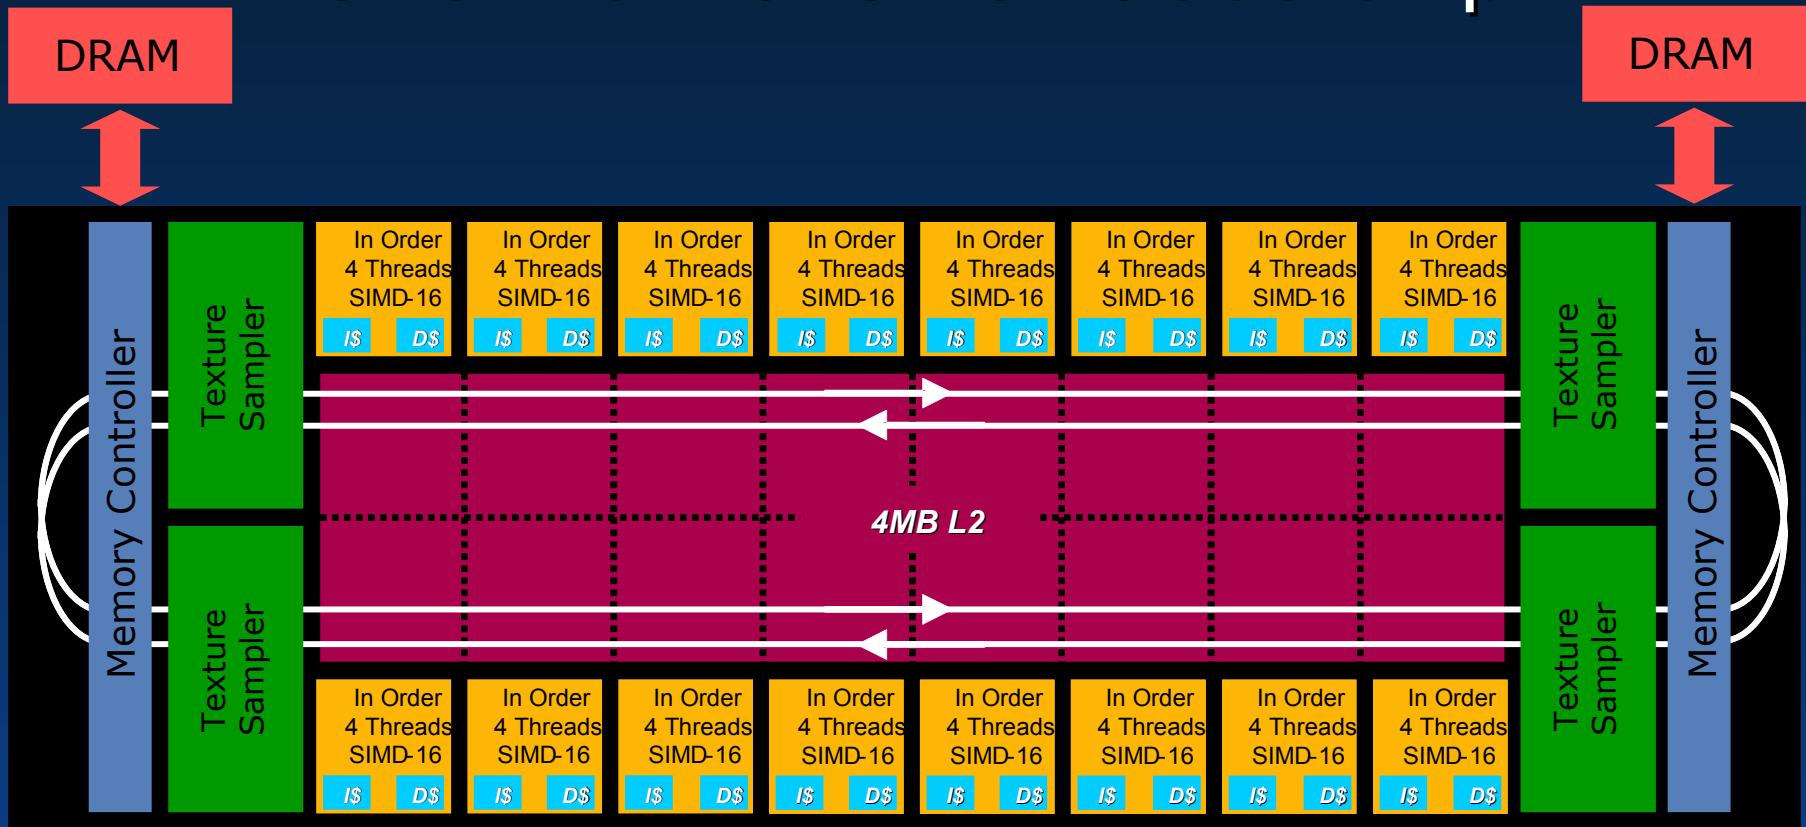 DRAM
DRAM
Memory Controller
Texture
Sampler
In Order
4 Threads
SIMD-16
I$ D$
In Order
4 Threads
SIMD-16
I$ D$
In Order
4 Threads
SIMD-16
I$ D$
In Order
4 Threads
SIMD-16
I$ D$
In Order
4 Threads
SIMD-16
I$ D$
In Order
4 Threads
SIMD-16
I$ D$
In Order
4 Threads
SIMD-16
I$ D$
In Order
4 Threads
SIMD-16
I$ D$
Texture
Sampler
Memory Controller
4MB L2
Texture
Sampler
In Order
4 Threads
SIMD-16
I$ D$
In Order
4 Threads
SIMD-16
I$ D$
In Order
4 Threads
SIMD-16
I$ D$
In Order
4 Threads
SIMD-16
I$ D$
In Order
4 Threads
SIMD-16
I$ D$
In Order
4 Threads
SIMD-16
I$ D$
In Order
4 Threads
SIMD-16
I$ D$
In Order
4 Threads
SIMD-16
I$ D$
Texture
Sampler